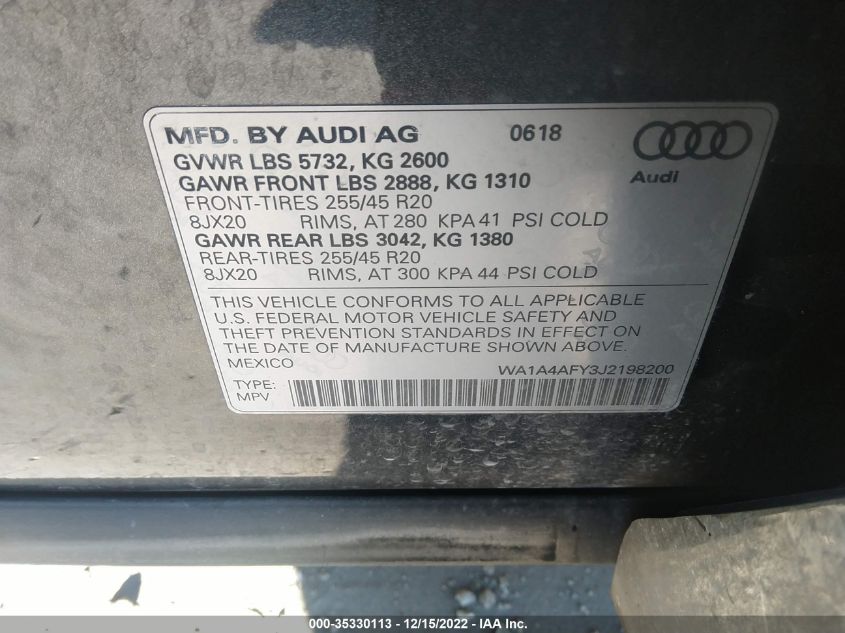 MFD. BY AUDI AG 0618
GVWR LBS 5732, KG 2600
GAWR FRONT LBS 2888, KG 1310
Audi
FRONT-TIRES 255/45 R20
8JX20 RIMS, AT 280 KPA 41 PSI COLD
GAWR REAR LBS 3042, KG 1380
REAR-TIRES 255/45 R20
8JX20 RIMS, AT 300 KPA 44 PSI COLD
THIS VEHICLE CONFORMS TO ALL APPLICABLE
U.S. FEDERAL MOTOR VEHICLE SAFETY AND
THEFT PREVENTION STANDARDS IN EFFECT ON
THE DATE OF MANUFACTURE SHOWN ABOVE.
MEXICO WA1A4AFY3J2198200
TYPE:
MPV
000-35330113 - 12/15/2022 - IAA Inc.